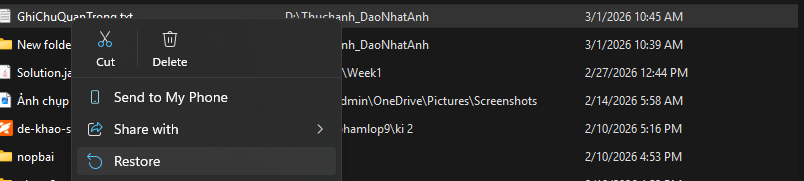 GhiChuQuanTrong.txt D:\Thuchanh_DaoNhatAnh 3/1/2026 10:45 AM
New folde \Thuchanh_DaoNhatAnh 3/1/2026 10:39 AM
Cut Delete
Solution.ja \Week1 2/27/2026 12:44 PM
Send to My Phone
Ảnh chụp dmin\OneDrive\Pictures\Screenshots 2/14/2026 5:58 AM
Share with
de-khao-s hamlop9\ki 2 2/10/2026 5:16 PM
Restore
nopbai 2/10/2026 4:53 PM